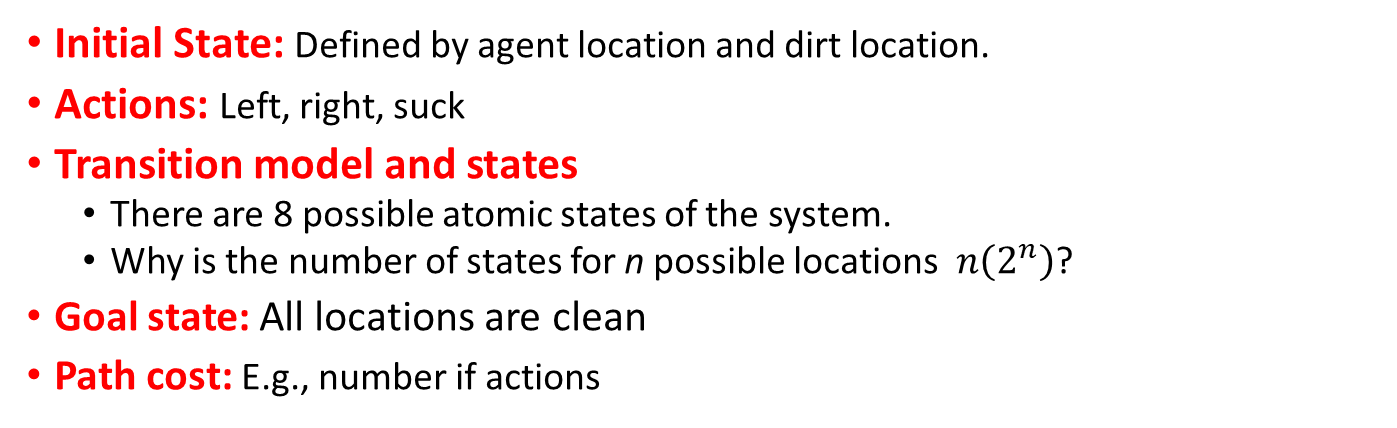 • Initial State: Defined by agent location and dirt location.
• Actions: Left, right, suck
• Transition model and states
• There are 8 possible atomic states of the system.
• Why is the number of states for n possible locations n(2ⁿ)?
• Goal state: All locations are clean
• Path cost: E.g., number if actions